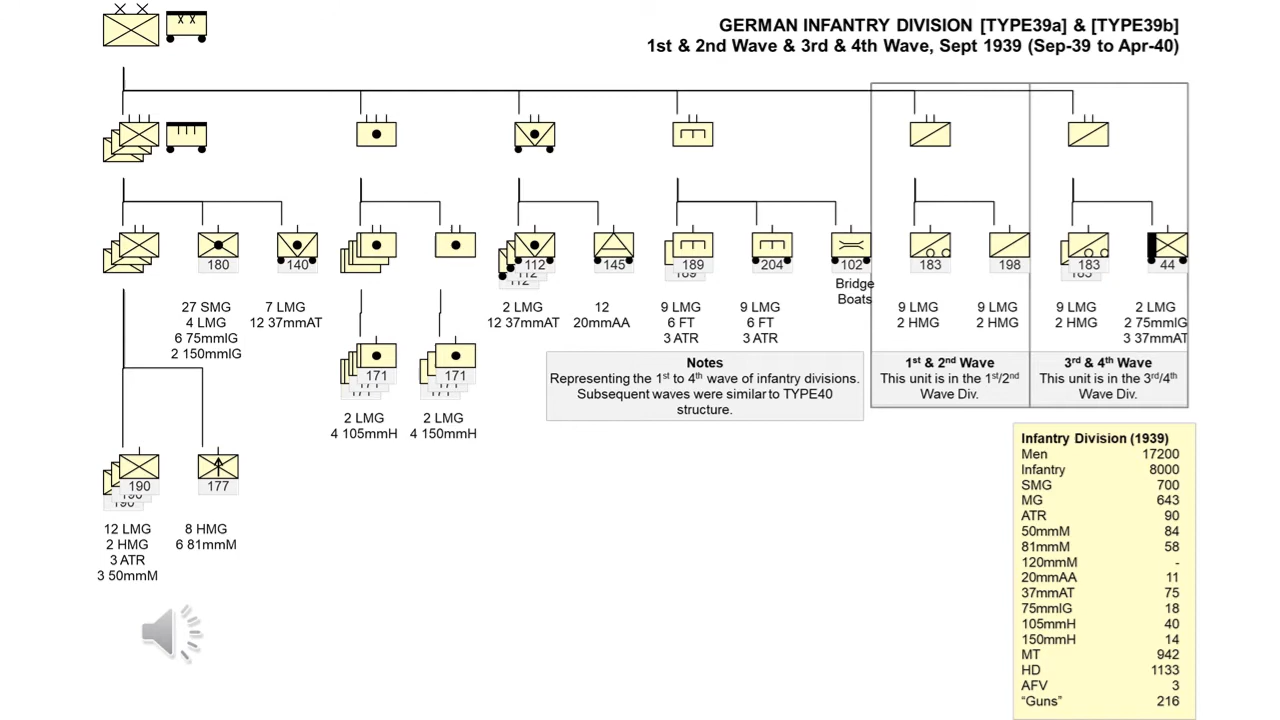 GERMAN INFANTRY DIVISION [TYPE39a] & [TYPE39b]
1st & 2nd Wave & 3rd & 4th Wave, Sept 1939 (Sep-39 to Apr-40)
180
140
112
112
112
145
189
189
204
102
183
198
183
183
44
Bridge
Boats
27 SMG
4 LMG
6 75mmIG
2 150mmIG
7 LMG
12 37mmAT
2 LMG
12 37mmAT
12
20mmAA
9 LMG
6 FT
3 ATR
9 LMG
6 FT
3 ATR
9 LMG
2 HMG
9 LMG
2 HMG
9 LMG
2 HMG
2 LMG
2 75mmIG
3 37mmAT
171
171
171
171
2 LMG
4 105mmH
2 LMG
4 150mmH
Notes
Representing the 1st to 4th wave of infantry divisions.
Subsequent waves were similar to TYPE40
structure.
1st & 2nd Wave
This unit is in the 1st/2nd
Wave Div.
3rd & 4th Wave
This unit is in the 3rd/4th
Wave Div.
190
190
190
177
12 LMG
2 HMG
3 ATR
3 50mmM
8 HMG
6 81mmM
Infantry Division (1939)
Men 17200
Infantry 8000
SMG 700
MG 643
ATR 90
50mmM 84
81mmM 58
120mmM -
20mmAA 11
37mmAT 75
75mmIG 18
105mmH 40
150mmH 14
MT 942
HD 1133
AFV 3
“Guns” 216